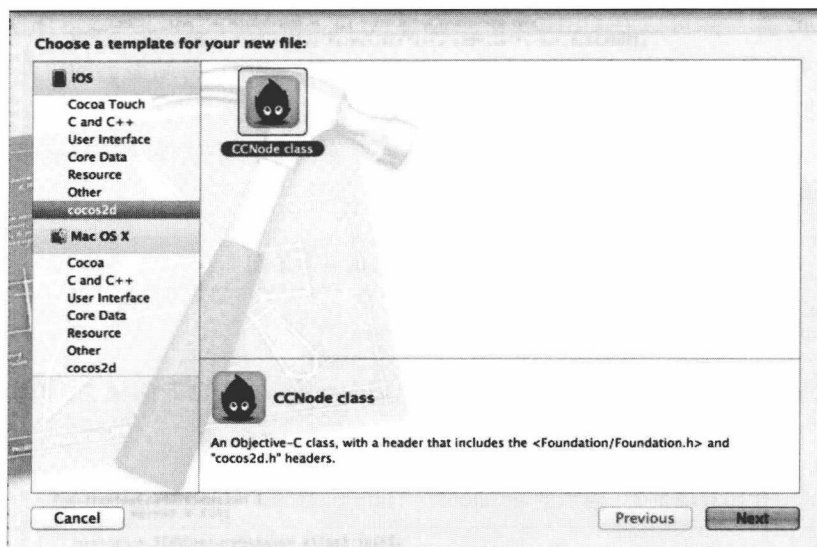 Choose a template for your new file:
iOS
Cocoa Touch
C and C++
User Interface
Core Data
Resource
Other
cocos2d
Mac OS X
Cocoa
C and C++
User Interface
Core Data
Resource
Other
cocos2d
CCNode class
CCNode class
An Objective-C class, with a header that includes the <Foundation/Foundation.h> and
"cocos2d.h" headers.
Cancel
Previous
Next